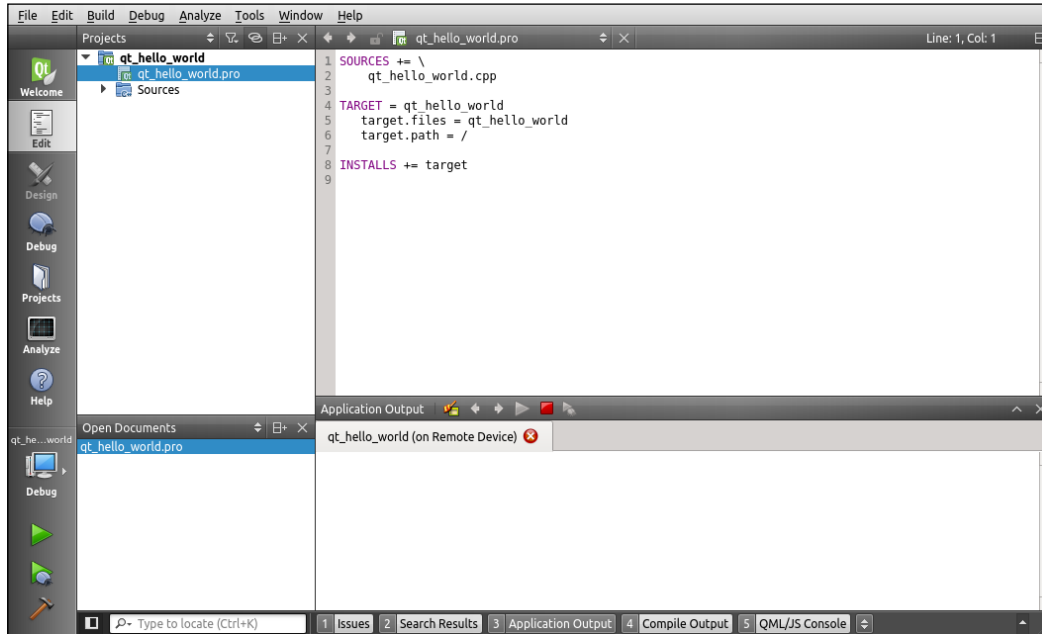 File Edit Build Debug Analyze Tools Window Help
Projects
qt_hello_world.pro
Line: 1, Col: 1
Welcome
Edit
Design
Debug
Projects
Analyze
Help
qt_he...world
Debug
qt_hello_world
qt_hello_world.pro
Sources
1 SOURCES += \
2     qt_hello_world.cpp
3
4 TARGET = qt_hello_world
5    target.files = qt_hello_world
6    target.path = /
7
8 INSTALLS += target
9
Open Documents
qt_hello_world.pro
Application Output
qt_hello_world (on Remote Device)
Type to locate (Ctrl+K)
1 Issues 2 Search Results 3 Application Output 4 Compile Output 5 QML/JS Console